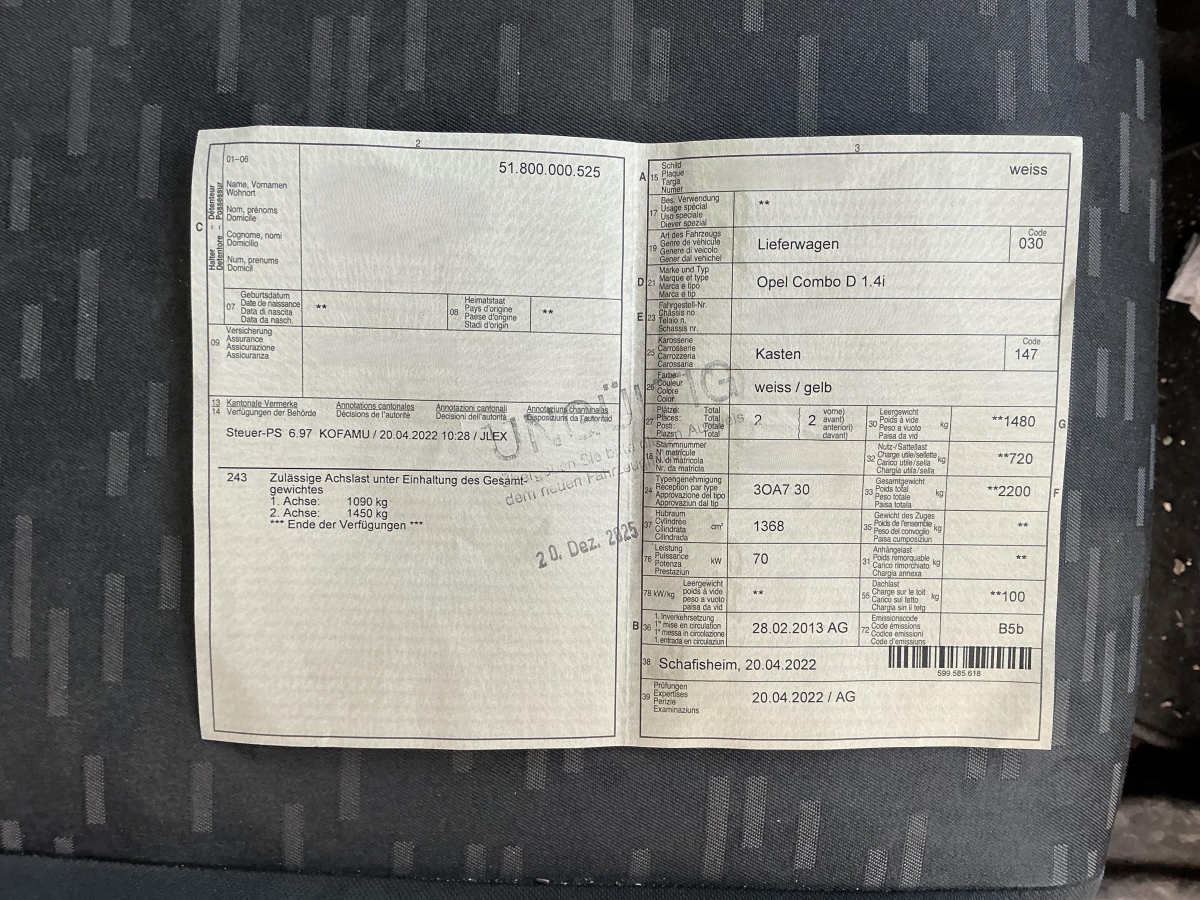 2
01–06
51.800.000.525
C
Halter – Détenteur
Detentore – Possessur
Name, Vornamen
Wohnort
Nom, prénoms
Domicile
Cognome, nomi
Domicilio
Num, prenums
Domicil
07
Geburtsdatum
Date de naissance
Data di nascita
Data da nasch.
**
08
Heimatstaat
Pays d'origine
Paese d'origine
Stadi d'origin
**
09
Versicherung
Assurance
Assicurazione
Assicuranza
13 Kantonale Vermerke Annotations cantonales Annotazioni cantonali Annotaziuns chantunalas
14 Verfügungen der Behörde Décisions de l'autorité Decisioni dell'autorità Disposiziuns da l'autoritad
Steuer-PS 6.97 KOFAMU / 20.04.2022 10:28 / JLEX
243 Zulässige Achslast unter Einhaltung des Gesamt-
gewichtes
1. Achse: 1090 kg
2. Achse: 1450 kg
*** Ende der Verfügungen ***
UNGÜLTIG
dem neuen
20. Dez. 2025
3
A 15
Schild
Plaque
Targa
Numer
weiss
17
Bes. Verwendung
Usage spécial
Uso speciale
Diever spezial
**
19
Art des Fahrzeugs
Genre de véhicule
Genere di veicolo
Gener dal vehichel
Lieferwagen
Code
030
D 21
Marke und Typ
Marque et type
Marca e tipo
Marca e tip
Opel Combo D 1.4i
E 23
Fahrgestell-Nr.
Châssis no
Telaio n.
Schassis nr.
25
Karosserie
Carrosserie
Carrozzeria
Carossaria
Kasten
Code
147
26
Farbe
Couleur
Colore
Color
weiss / gelb
27
Plätze: Total
Places: Total
Posti: Totale
Plazs: Total
2
2
vorne)
avant)
anteriori)
davant)
30
Leergewicht
Poids à vide
Peso a vuoto
Paisa da vid
kg
**1480
G
18
Stammnummer
N° matricule
N. di matricola
Nr. da matricla
32
Nutz-/Sattellast
Charge utile/sellette
Carico utile/sella
Chargia utila/sella
kg
**720
24
Typengenehmigung
Réception par type
Approvazione del tipo
Approvaziun dal tip
3OA7 30
33
Gesamtgewicht
Poids total
Peso totale
Paisa totala
kg
**2200
F
37
Hubraum
Cylindrée
Cilindrata
Cilindrada
cm³
1368
35
Gewicht des Zuges
Poids de l'ensemble
Peso del convoglio
Paisa cumposiziun
kg
**
76
Leistung
Puissance
Potenza
Prestaziun
kW
70
31
Anhängelast
Poids remorquable
Carico rimorchiato
Chargia annexa
kg
**
78 kW/kg
Leergewicht
poids à vide
peso a vuoto
paisa da vid
**
55
Dachlast
Charge sur le toit
Carico sul tetto
Chargia sin il tetg
kg
**100
B 36
1. Inverkehrsetzung
1re mise en circulation
1a messa in circolazione
1. entrada en circulaziun
28.02.2013 AG
72
Emissionscode
Code émissions
Codice emissioni
Code d'emissiuns
B5b
38
Schafisheim, 20.04.2022
599.585.618
39
Prüfungen
Expertises
Perizie
Examinaziuns
20.04.2022 / AG